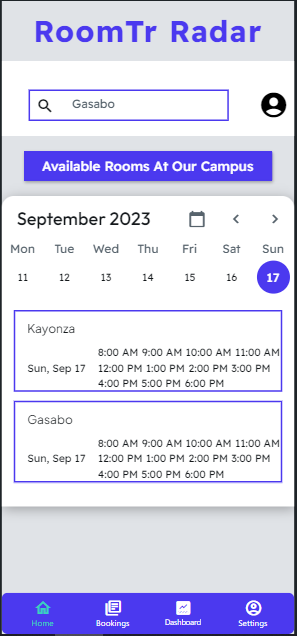 RoomTr Radar
Gasabo
Available Rooms At Our Campus
September 2023
Mon Tue Wed Thu Fri Sat Sun
11 12 13 14 15 16 17
Kayonza
8:00 AM 9:00 AM 10:00 AM 11:00 AM
Sun, Sep 17 12:00 PM 1:00 PM 2:00 PM 3:00 PM
4:00 PM 5:00 PM 6:00 PM
Gasabo
8:00 AM 9:00 AM 10:00 AM 11:00 AM
Sun, Sep 17 12:00 PM 1:00 PM 2:00 PM 3:00 PM
4:00 PM 5:00 PM 6:00 PM
Home Bookings Dashboard Settings